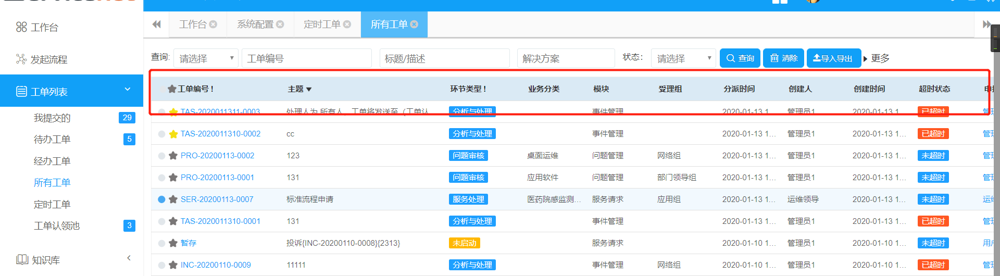 工作台
发起流程
工单列表
我提交的 29
待办工单 5
经办工单
所有工单
定时工单
工单认领池 3
知识库
工作台 系统配置 定时工单 所有工单
查询: 请选择 工单编号 标题/描述 解决方案 状态: 请选择 查询 清除 导入导出 更多
工单编号! 主题 环节类型! 业务分类 模块 受理组 分派时间 创建人 创建时间 超时状态
TAS-2020011311-0003 处理人为 所有人, 工单将发送至（工单认 分析与处理 事件管理 2020-01-13 1... 管理员1 2020-01-13 1... 已超时
TAS-2020011310-0002 cc 分析与处理 事件管理 2020-01-13 1... 管理员1 2020-01-13 1... 已超时 管理
PRO-20200113-0002 123 问题审核 桌面运维 问题管理 网络组 2020-01-13 1... 管理员1 2020-01-13 1... 未超时 管理
PRO-20200113-0001 131 问题审核 应用软件 问题管理 部门领导组 2020-01-13 1... 管理员1 2020-01-13 1... 未超时 管理
SER-20200113-0007 标准流程申请 服务处理 医药院感监测... 服务请求 应用组 2020-01-13 1... 运维领导 2020-01-13 1... 未超时 运维
TAS-2020011310-0001 131 分析与处理 事件管理 2020-01-13 1... 管理员1 2020-01-13 1... 已超时 管理
暂存 投诉{INC-20200110-0008}{2313} 未启动 服务请求 2020-01-10 1... 管理员1 2020-01-10 1... 未超时 用户
INC-20200110-0009 11111 分析与处理 事件管理 网络组 2020-01-10 1... 管理员1 2020-01-10 1... 已超时 管理